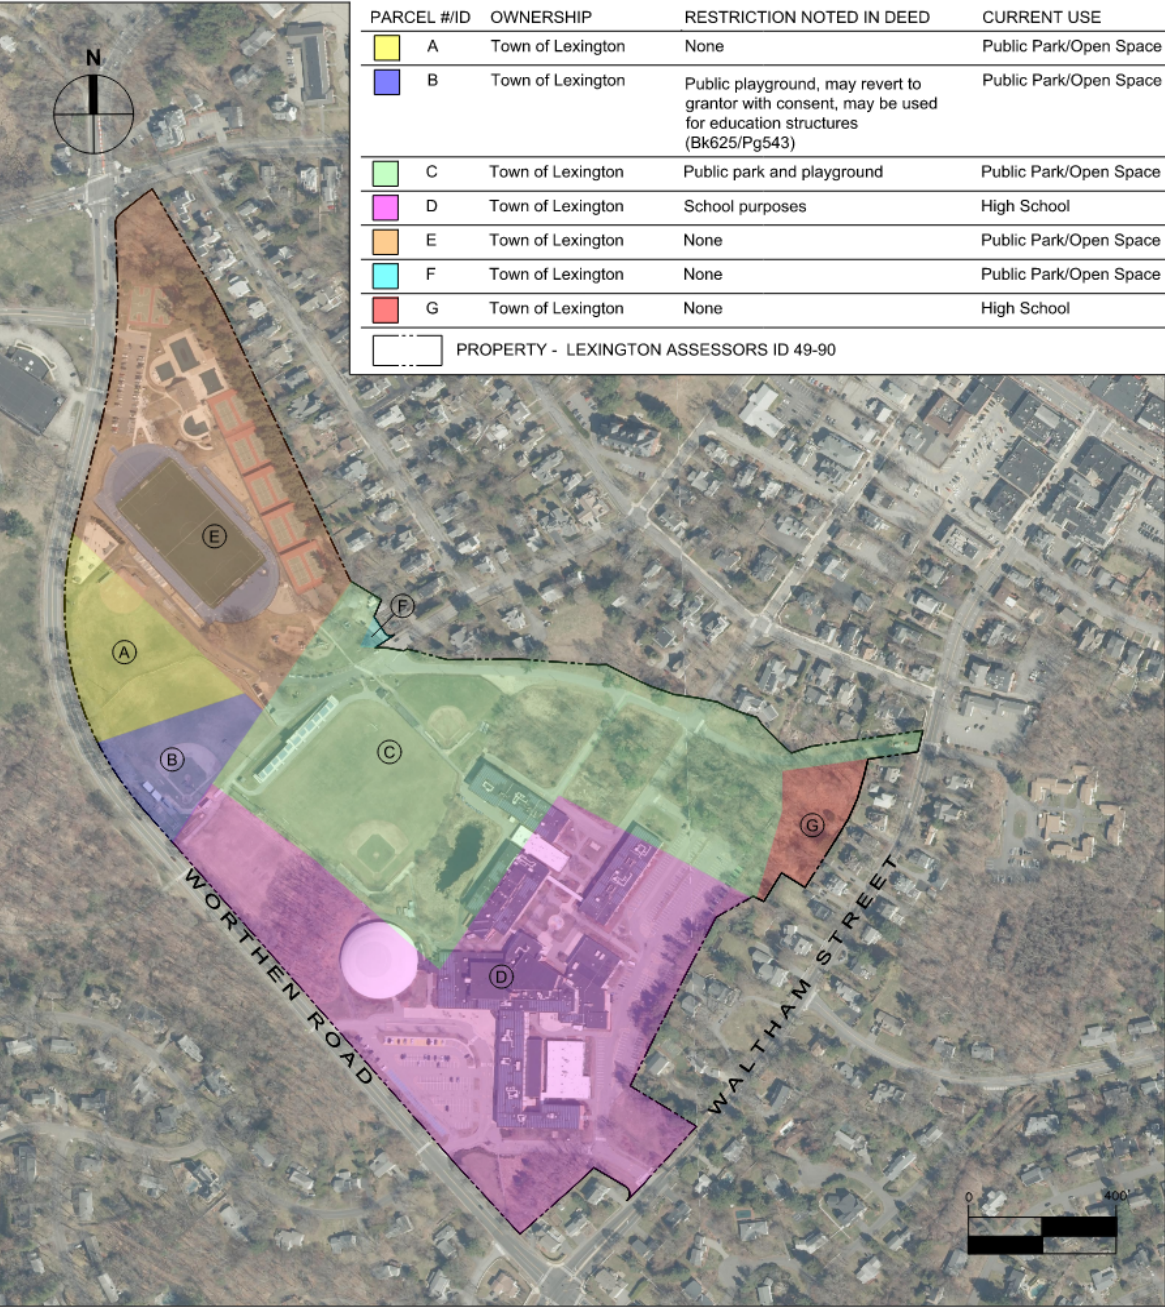 PARCEL #/ID OWNERSHIP RESTRICTION NOTED IN DEED CURRENT USE
A Town of Lexington None Public Park/Open Space
B Town of Lexington Public playground, may revert to Public Park/Open Space
grantor with consent, may be used
for education structures
(Bk625/Pg543)
C Town of Lexington Public park and playground Public Park/Open Space
D Town of Lexington School purposes High School
E Town of Lexington None Public Park/Open Space
F Town of Lexington None Public Park/Open Space
G Town of Lexington None High School
PROPERTY - LEXINGTON ASSESSORS ID 49-90
N
E
F
A
C
B
G
D
WORTHEN ROAD
WALTHAM STREET
0 400'